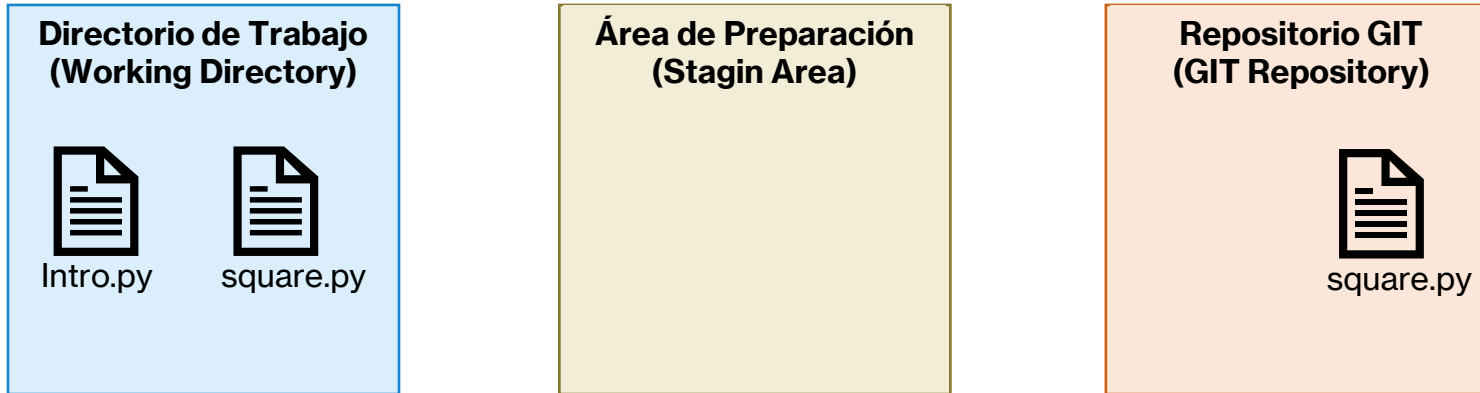 Directorio de Trabajo
(Working Directory)
Intro.py
square.py
Área de Preparación
(Stagin Area)
Repositorio GIT
(GIT Repository)
square.py